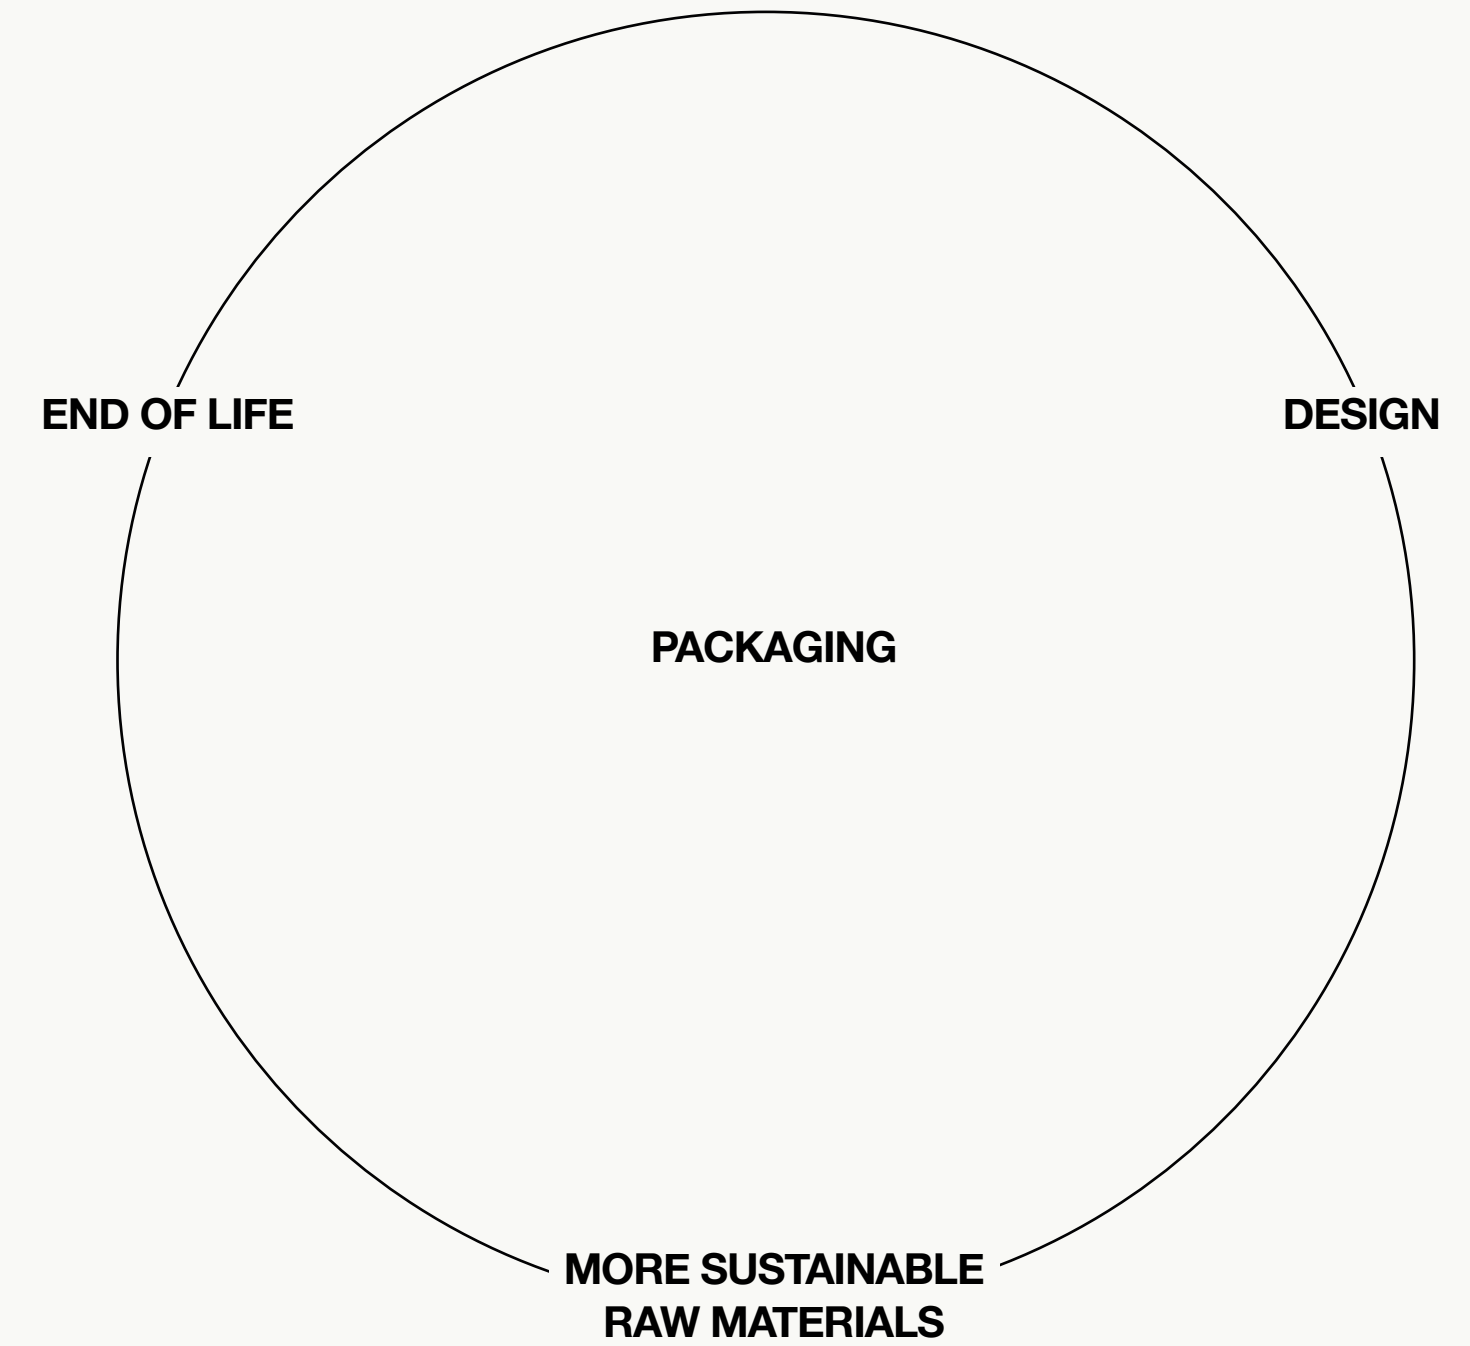 END OF LIFE
DESIGN
PACKAGING
MORE SUSTAINABLE
RAW MATERIALS